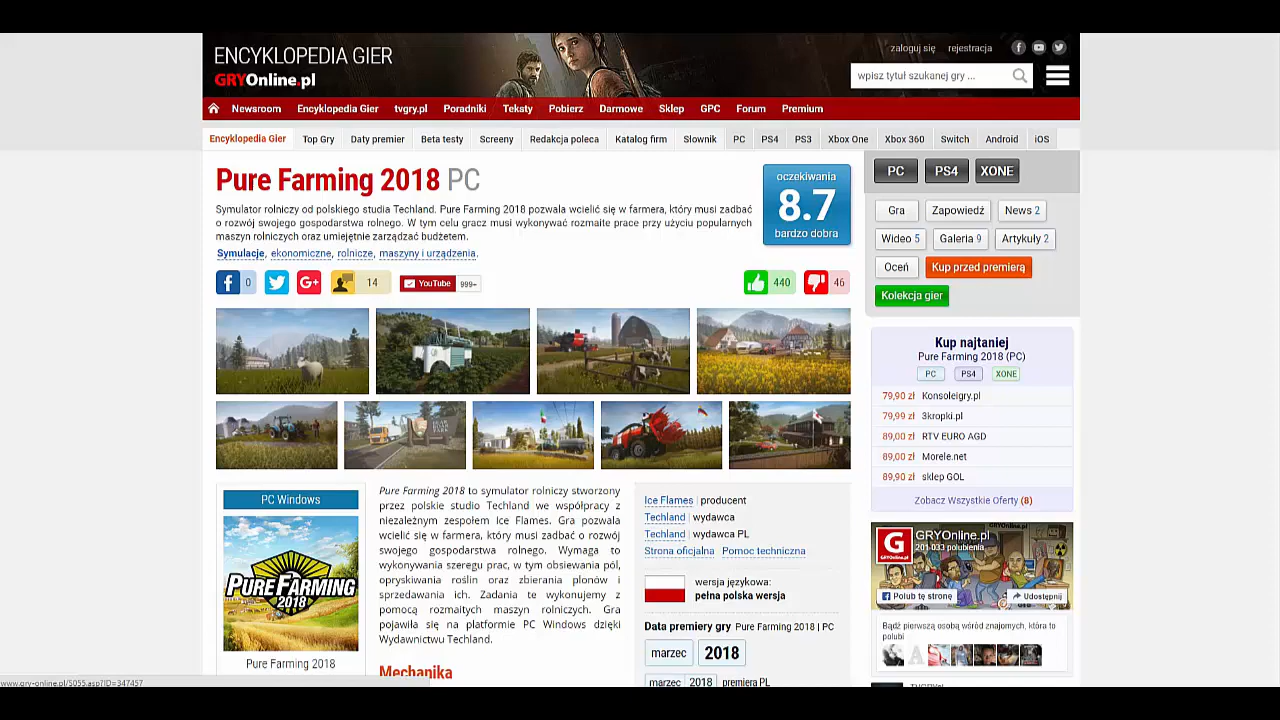 ENCYKLOPEDIA GIER
GRYOnline.pl
zaloguj się rejestracja
wpisz tytuł szukanej gry ...
Newsroom Encyklopedia Gier tvgry.pl Poradniki Teksty Pobierz Darmowe Sklep GPC Forum Premium
Encyklopedia Gier Top Gry Daty premier Beta testy Screeny Redakcja poleca Katalog firm Słownik PC PS4 PS3 Xbox One Xbox 360 Switch Android iOS
Pure Farming 2018 PC
Symulator rolniczy od polskiego studia Techland. Pure Farming 2018 pozwala wcielić się w farmera, który musi zadbać
o rozwój swojego gospodarstwa rolnego. W tym celu gracz musi wykonywać rozmaite prace przy użyciu popularnych
maszyn rolniczych oraz umiejętnie zarządzać budżetem.
Symulacje, ekonomiczne, rolnicze, maszyny i urządzenia.
oczekiwania
8.7
bardzo dobra
0 14 YouTube 999+ 440 46
PC Windows
PURE FARMING
2018
Pure Farming 2018
Pure Farming 2018 to symulator rolniczy stworzony
przez polskie studio Techland we współpracy z
niezależnym zespołem Ice Flames. Gra pozwala
wcielić się w farmera, który musi zadbać o rozwój
swojego gospodarstwa rolnego. Wymaga to
wykonywania szeregu prac, w tym obsiewania pól,
opryskiwania roślin oraz zbierania plonów i
sprzedawania ich. Zadania te wykonujemy z
pomocą rozmaitych maszyn rolniczych. Gra
pojawiła się na platformie PC Windows dzięki
Wydawnictwu Techland.
Mechanika
Ice Flames producent
Techland wydawca
Techland wydawca PL
Strona oficjalna Pomoc techniczna
wersja językowa:
pełna polska wersja
Data premiery gry Pure Farming 2018 | PC
marzec 2018
marzec 2018 premiera PL
PC PS4 XONE
Gra Zapowiedź News 2
Wideo 5 Galeria 9 Artykuły 2
Oceń Kup przed premierą
Kolekcja gier
Kup najtaniej
Pure Farming 2018 (PC)
PC PS4 XONE
79,90 zł Konsoleigry.pl
79,99 zł 3kropki.pl
89,00 zł RTV EURO AGD
89,00 zł Morele.net
89,90 zł sklep GOL
Zobacz Wszystkie Oferty (8)
GRYOnline.pl
201 033 polubienia
Polub tę stronę Udostępnij
Bądź pierwszą osobą wśród znajomych, która to
polubi
www.gry-online.pl/S055.asp?ID=347457